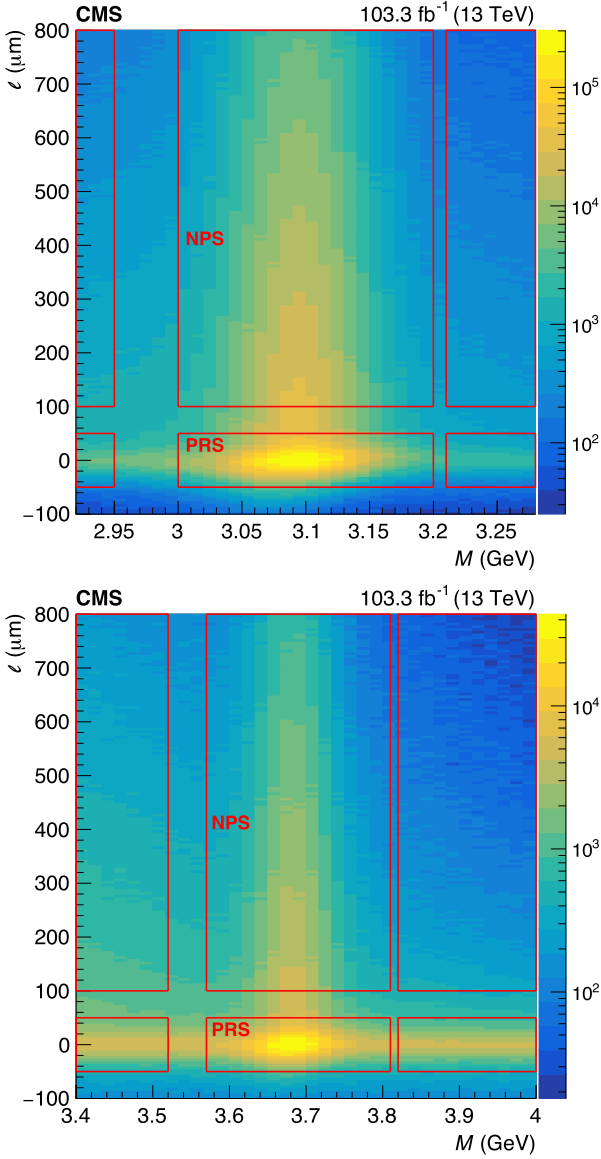 CMS 103.3 fb⁻¹ (13 TeV)
ℓ (μm)
800
700
600
500
400
300
200
100
0
−100
NPS
PRS
10⁵
10⁴
10³
10²
2.95 3 3.05 3.1 3.15 3.2 3.25
M (GeV)
CMS 103.3 fb⁻¹ (13 TeV)
ℓ (μm)
800
700
600
500
400
300
200
100
0
−100
NPS
PRS
10⁴
10³
10²
3.4 3.5 3.6 3.7 3.8 3.9 4
M (GeV)